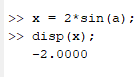 >> x = 2*sin(a);
>> disp(x);
-2.0000